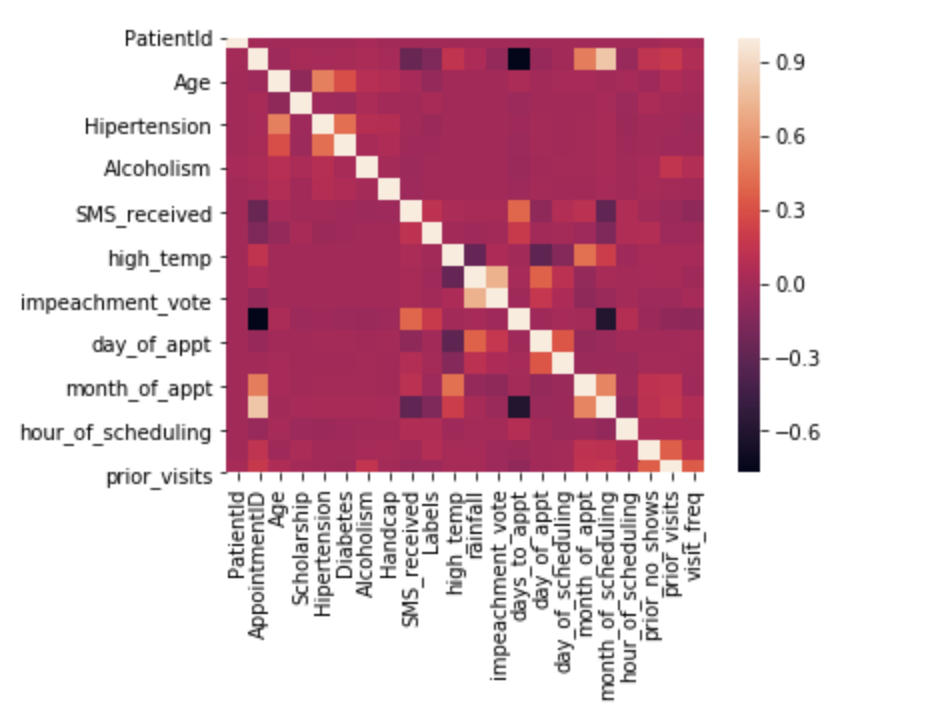 PatientId
Age
Hipertension
Alcoholism
SMS_received
high_temp
impeachment_vote
day_of_appt
month_of_appt
hour_of_scheduling
prior_visits
0.9
0.6
0.3
0.0
−0.3
−0.6
PatientId
AppointmentID
Age
Scholarship
Hipertension
Diabetes
Alcoholism
Handcap
SMS_received
Labels
high_temp
rainfall
impeachment_vote
days_to_appt
day_of_appt
day_of_scheduling
month_of_appt
month_of_scheduling
hour_of_scheduling
prior_no_shows
prior_visits
visit_freq